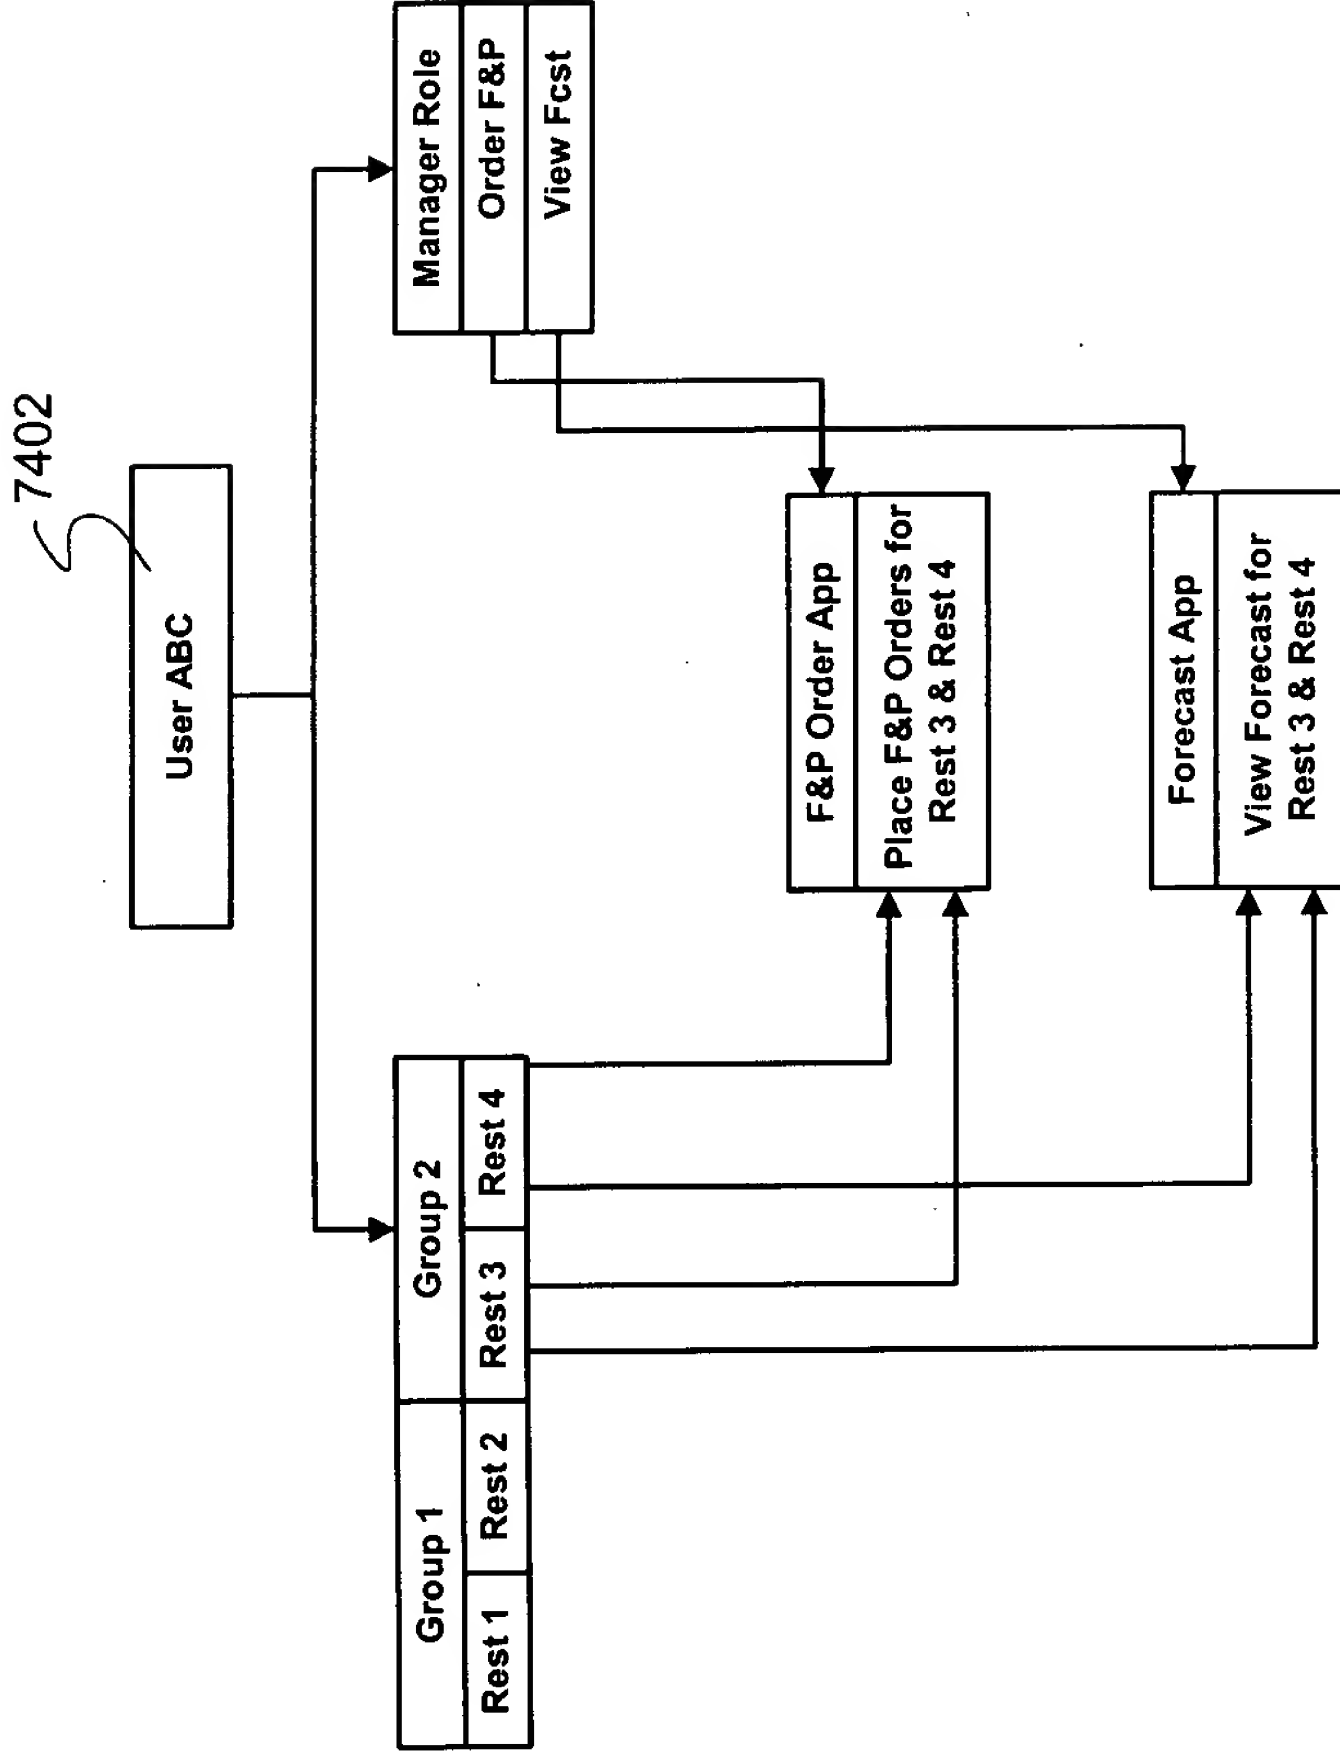 7402
User ABC
Group 1
Group 2
Rest 1
Rest 2
Rest 3
Rest 4
Manager Role
Order F&P
View Fcst
F&P Order App
Place F&P Orders for
Rest 3 & Rest 4
Forecast App
View Forecast for
Rest 3 & Rest 4